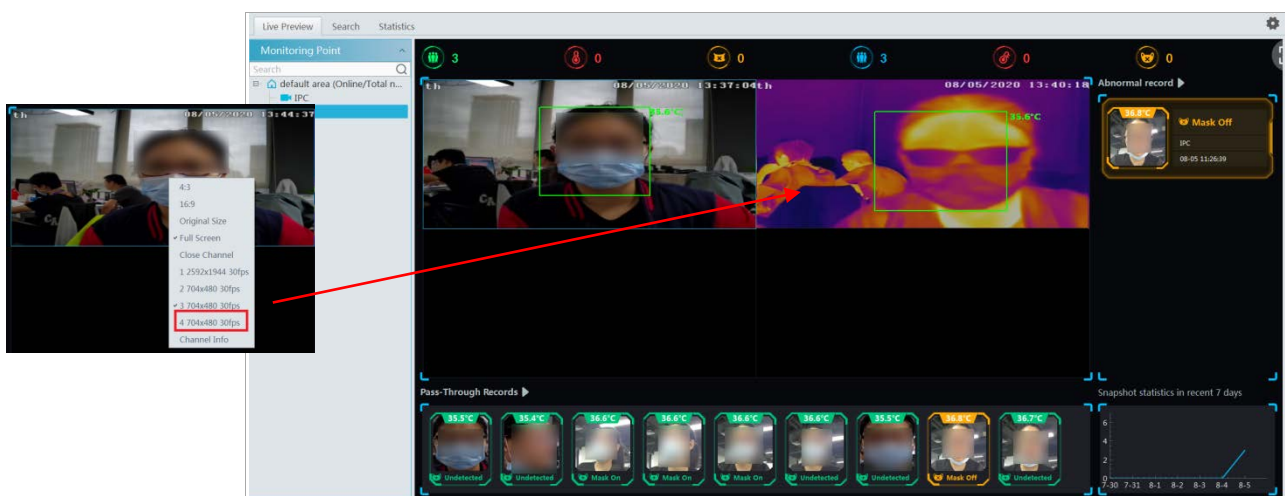 Live Preview Search Statistics
Monitoring Point
Search
default area (Online/Total n...
IPC
3 0 0 3 0 0
th 08/05/2020 13:37:04
35.6°C
th 08/05/2020 13:40:18
35.6°C
Abnormal record
36.8°C
Mask Off
IPC
08-05 11:26:39
th 08/05/2020 13:44:37
4:3
16:9
Original Size
Full Screen
Close Channel
1 2592x1944 30fps
2 704x480 30fps
3 704x480 30fps
4 704x480 30fps
Channel Info
Pass-Through Records
35.5°C 35.4°C 36.6°C 36.6°C 36.6°C 36.6°C 35.5°C 36.8°C 36.7°C
Undetected Undetected Mask On Mask On Mask On Undetected Undetected Mask Off Undetected
Snapshot statistics in recent 7 days
6
4
2
0
7-30 7-31 8-1 8-2 8-3 8-4 8-5